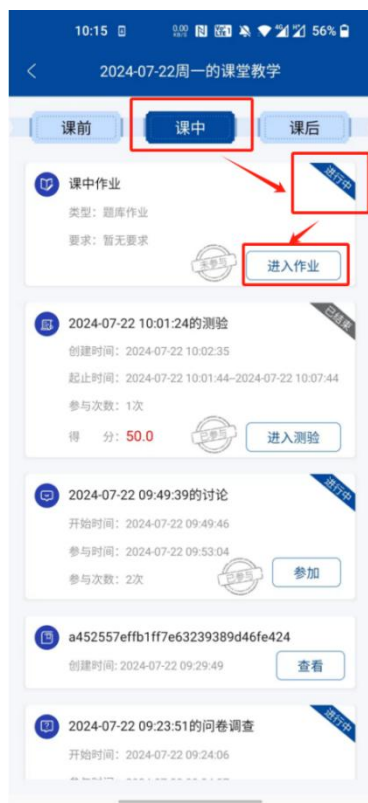 10:15
0.00
KB/S
56%
2024-07-22周一的课堂教学
课前
课中
课后
进行中
课中作业
类型：题库作业
要求：暂无要求
未参与
进入作业
已结束
2024-07-22 10:01:24的测验
创建时间：2024-07-22 10:02:35
起止时间：2024-07-22 10:01:44--2024-07-22 10:07:44
参与次数：1次
得 分：50.0
已参与
进入测验
进行中
2024-07-22 09:49:39的讨论
开始时间：2024-07-22 09:49:46
参与时间：2024-07-22 09:53:04
参与次数：2次
已参与
参加
a452557effb1ff7e63239389d46fe424
创建时间: 2024-07-22 09:29:49
查看
进行中
2024-07-22 09:23:51的问卷调查
开始时间：2024-07-22 09:24:06